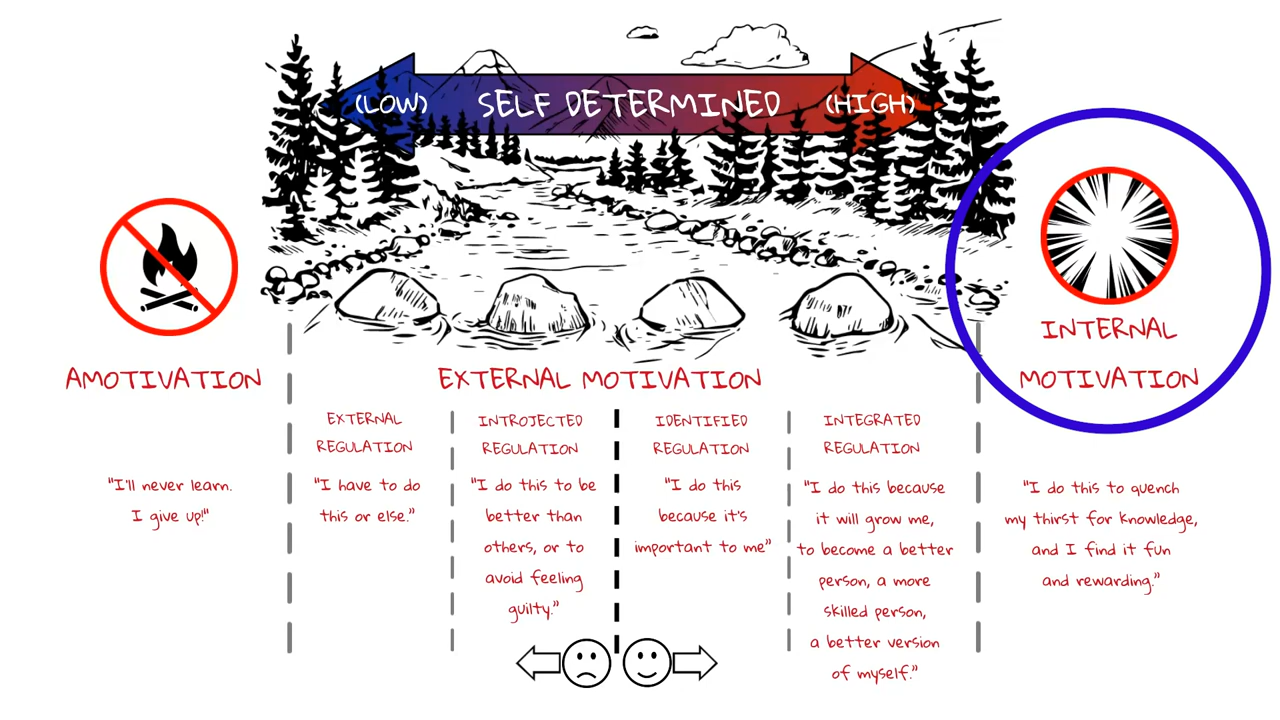 (LOW) SELF DETERMINED (HIGH)
INTERNAL
MOTIVATION
AMOTIVATION
EXTERNAL MOTIVATION
EXTERNAL
REGULATION
INTROJECTED
REGULATION
IDENTIFIED
REGULATION
INTEGRATED
REGULATION
"I'll never learn.
I give up!"
"I have to do
this or else."
"I do this to be
better than
others, or to
avoid feeling
guilty."
"I do this
because it's
important to me"
"I do this because
it will grow me,
to become a better
person, a more
skilled person,
a better version
of myself."
"I do this to quench
my thirst for knowledge,
and I find it fun
and rewarding."